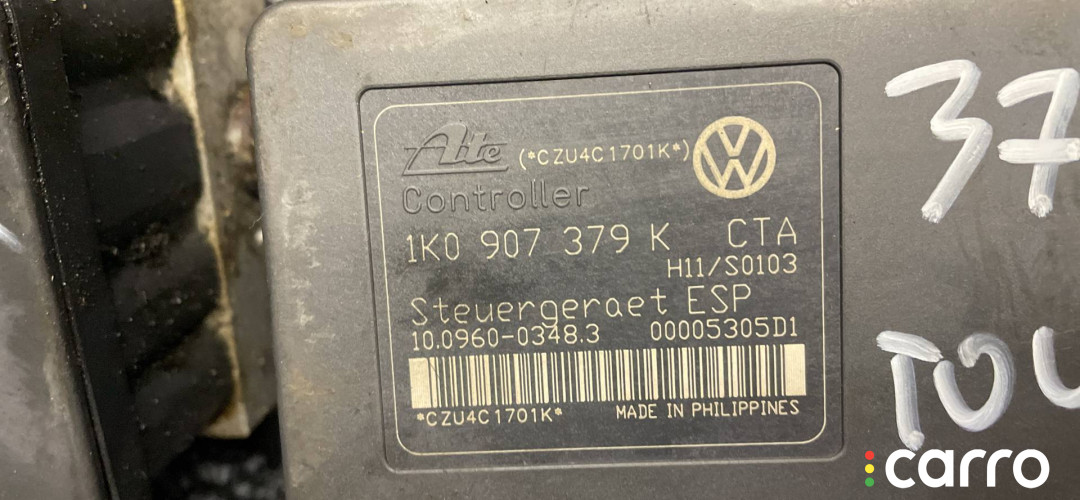 Ate (*CZU4C1701K*)
Controller
1K0 907 379 K CTA
H11/S0103
Steuergeraet ESP
10.0960-0348.3 00005305D1
*CZU4C1701K* MADE IN PHILIPPINES
37
TOU
carro